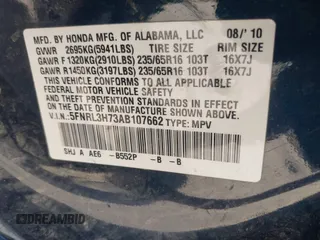 MFD. BY HONDA MFG. OF ALABAMA, LLC 08/'10
GVWR 2695KG(5941LBS) TIRE SIZE RIM SIZE
GAWR F 1320KG(2910LBS) 235/65R16 103T 16X7J
GAWR R1450KG(3197LBS) 235/65R16 103T 16X7J
THIS VEHICLE CONFORMS TO ALL APPLICABLE
FEDERAL MOTOR VEHICLE SAFETY AND THEFT
PREVENTION STANDARDS IN EFFECT ON THE
DATE OF MANUFACTURE SHOWN ABOVE.
V.I.N.: 5FNRL3H73AB107662 TYPE: MPV
SHJ A AE6 -B552P -B -B
DREAMBID